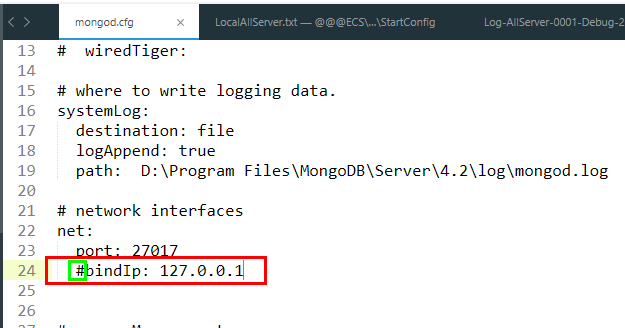 mongod.cfg
LocalAllServer.txt — @@@ECS\...\StartConfig
Log-AllServer-0001-Debug-2
13 # wiredTiger:
14
15 # where to write logging data.
16 systemLog:
17 destination: file
18 logAppend: true
19 path: D:\Program Files\MongoDB\Server\4.2\log\mongod.log
20
21 # network interfaces
22 net:
23 port: 27017
24 #bindIp: 127.0.0.1
25
26